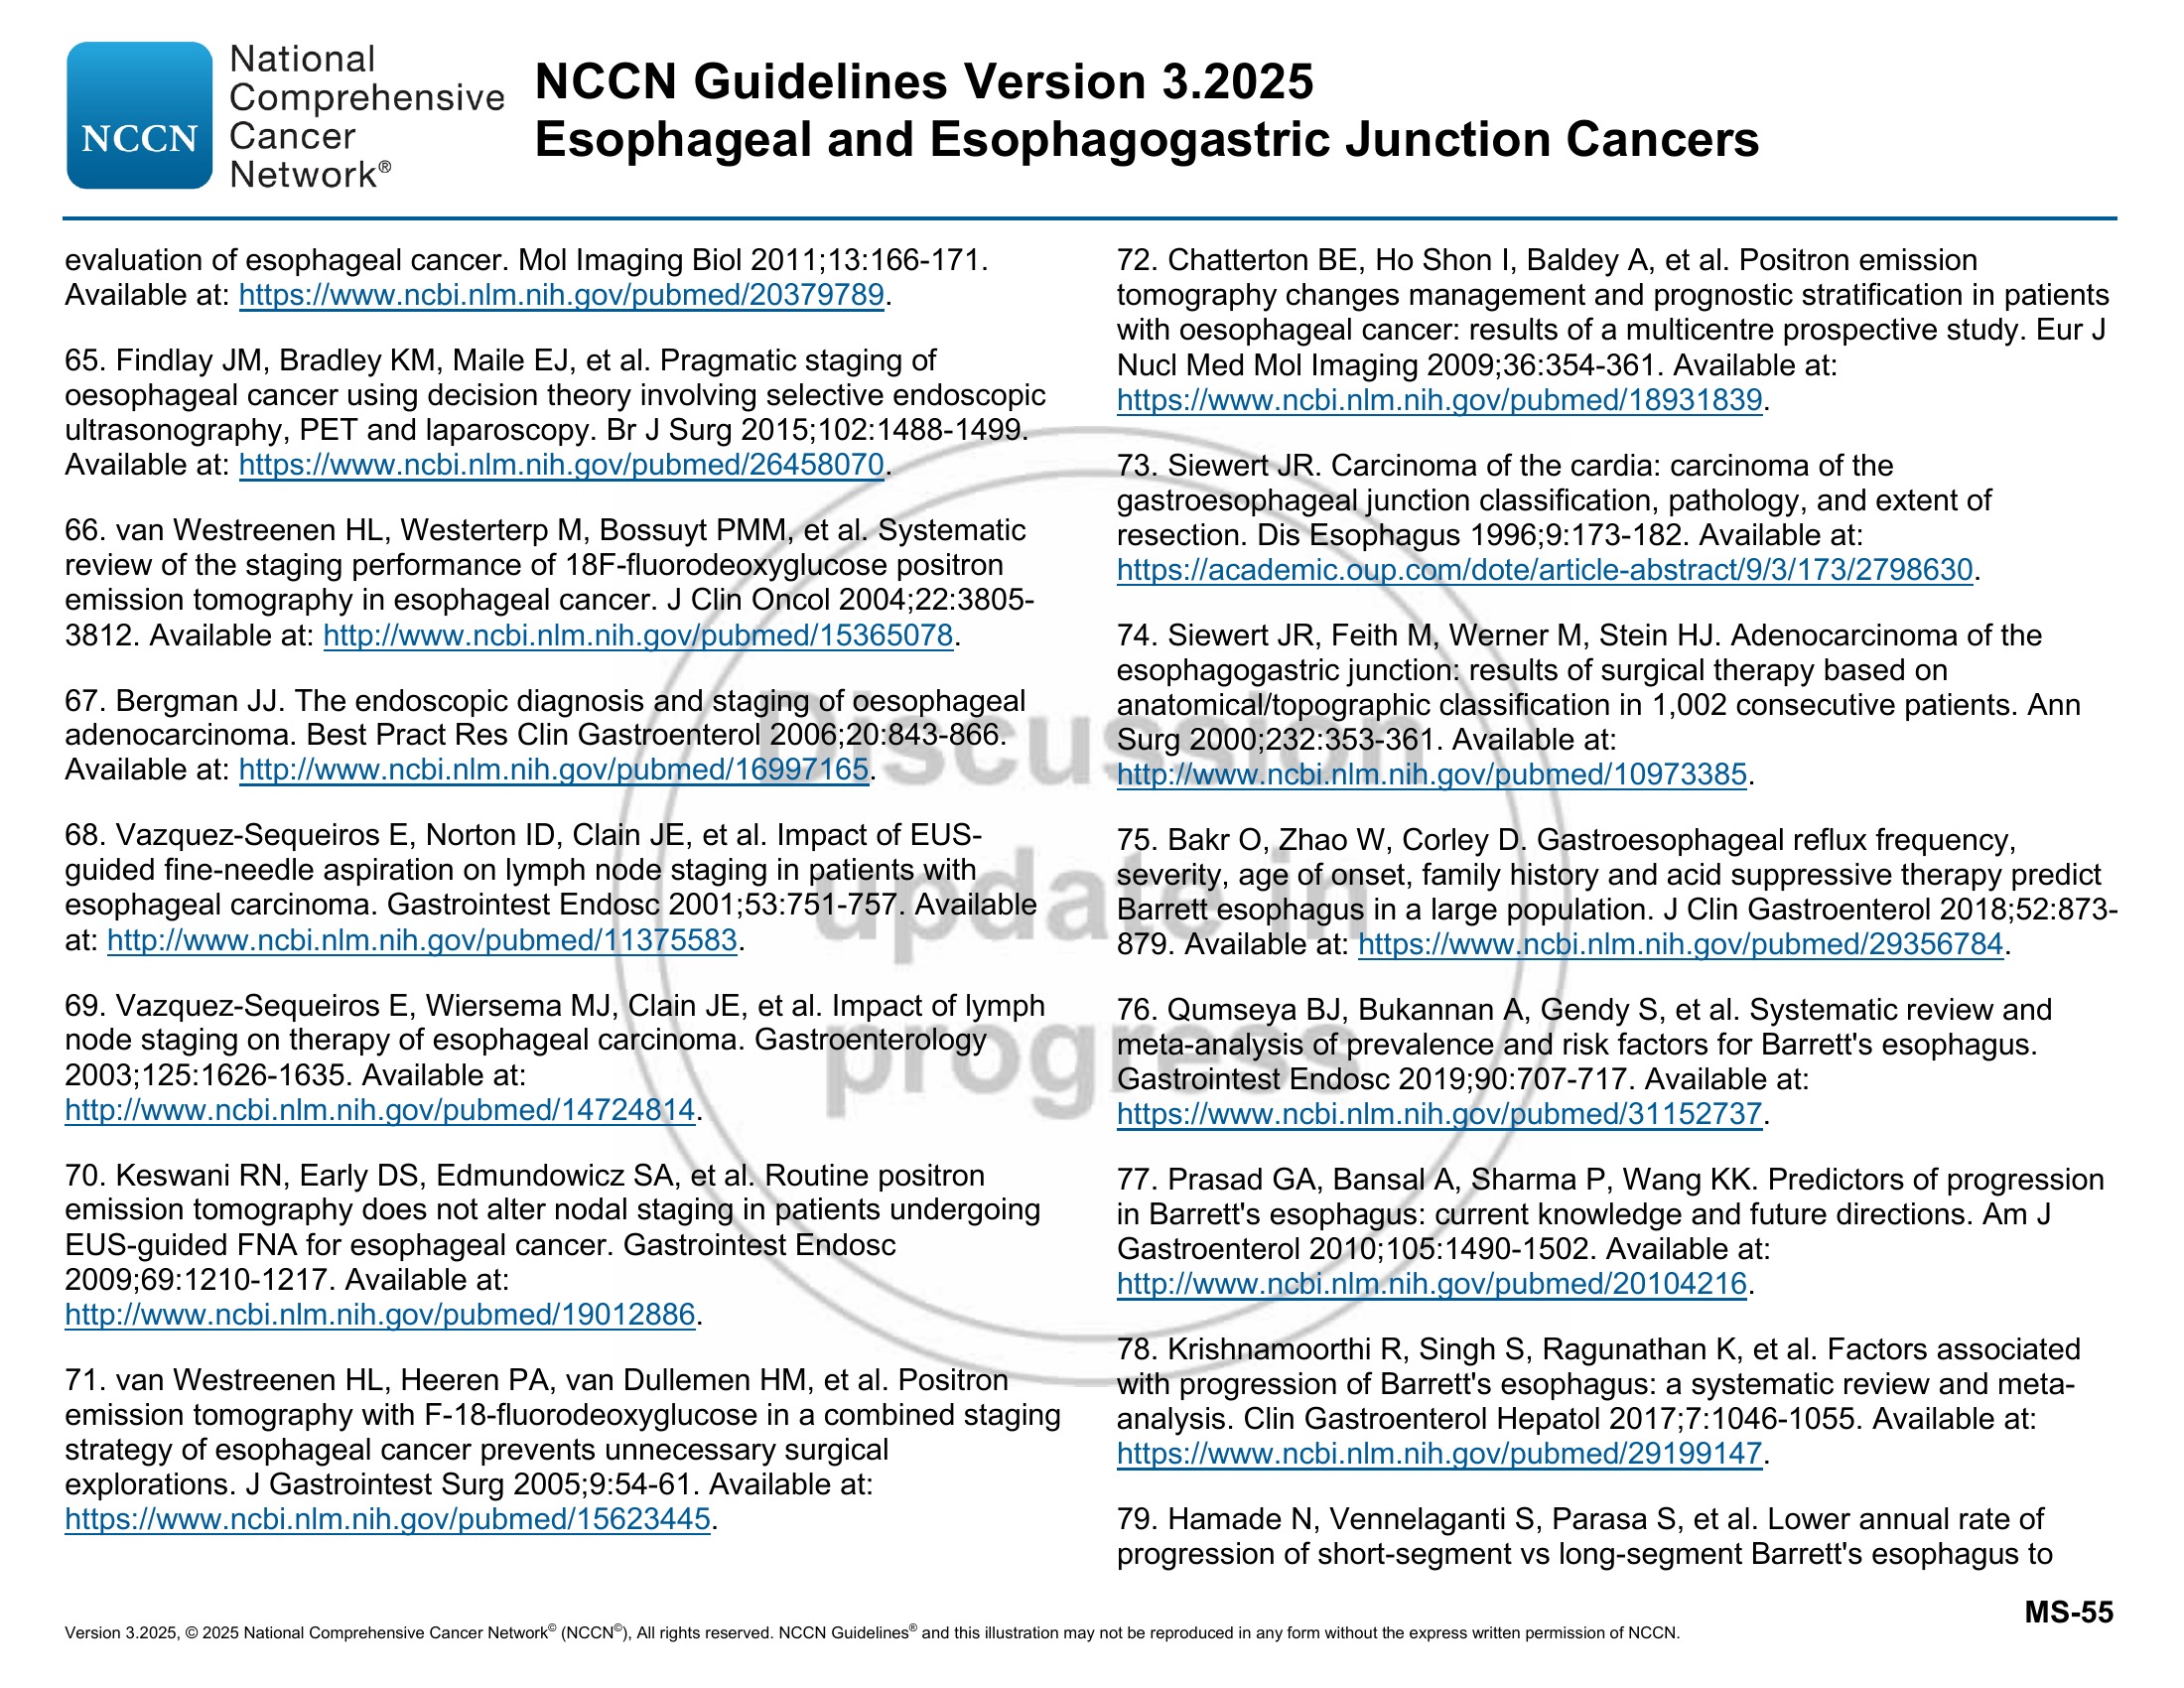 NCCN
National
Comprehensive
Cancer
Network®
NCCN Guidelines Version 3.2025
Esophageal and Esophagogastric Junction Cancers
evaluation of esophageal cancer. Mol Imaging Biol 2011;13:166-171.
Available at: https://www.ncbi.nlm.nih.gov/pubmed/20379789.
65. Findlay JM, Bradley KM, Maile EJ, et al. Pragmatic staging of
oesophageal cancer using decision theory involving selective endoscopic
ultrasonography, PET and laparoscopy. Br J Surg 2015;102:1488-1499.
Available at: https://www.ncbi.nlm.nih.gov/pubmed/26458070.
66. van Westreenen HL, Westerterp M, Bossuyt PMM, et al. Systematic
review of the staging performance of 18F-fluorodeoxyglucose positron
emission tomography in esophageal cancer. J Clin Oncol 2004;22:3805-
3812. Available at: http://www.ncbi.nlm.nih.gov/pubmed/15365078.
67. Bergman JJ. The endoscopic diagnosis and staging of oesophageal
adenocarcinoma. Best Pract Res Clin Gastroenterol 2006;20:843-866.
Available at: http://www.ncbi.nlm.nih.gov/pubmed/16997165.
68. Vazquez-Sequeiros E, Norton ID, Clain JE, et al. Impact of EUS-
guided fine-needle aspiration on lymph node staging in patients with
esophageal carcinoma. Gastrointest Endosc 2001;53:751-757. Available
at: http://www.ncbi.nlm.nih.gov/pubmed/11375583.
69. Vazquez-Sequeiros E, Wiersema MJ, Clain JE, et al. Impact of lymph
node staging on therapy of esophageal carcinoma. Gastroenterology
2003;125:1626-1635. Available at:
http://www.ncbi.nlm.nih.gov/pubmed/14724814.
70. Keswani RN, Early DS, Edmundowicz SA, et al. Routine positron
emission tomography does not alter nodal staging in patients undergoing
EUS-guided FNA for esophageal cancer. Gastrointest Endosc
2009;69:1210-1217. Available at:
http://www.ncbi.nlm.nih.gov/pubmed/19012886.
71. van Westreenen HL, Heeren PA, van Dullemen HM, et al. Positron
emission tomography with F-18-fluorodeoxyglucose in a combined staging
strategy of esophageal cancer prevents unnecessary surgical
explorations. J Gastrointest Surg 2005;9:54-61. Available at:
https://www.ncbi.nlm.nih.gov/pubmed/15623445.
72. Chatterton BE, Ho Shon I, Baldey A, et al. Positron emission
tomography changes management and prognostic stratification in patients
with oesophageal cancer: results of a multicentre prospective study. Eur J
Nucl Med Mol Imaging 2009;36:354-361. Available at:
https://www.ncbi.nlm.nih.gov/pubmed/18931839.
73. Siewert JR. Carcinoma of the cardia: carcinoma of the
gastroesophageal junction classification, pathology, and extent of
resection. Dis Esophagus 1996;9:173-182. Available at:
https://academic.oup.com/dote/article-abstract/9/3/173/2798630.
74. Siewert JR, Feith M, Werner M, Stein HJ. Adenocarcinoma of the
esophagogastric junction: results of surgical therapy based on
anatomical/topographic classification in 1,002 consecutive patients. Ann
Surg 2000;232:353-361. Available at:
http://www.ncbi.nlm.nih.gov/pubmed/10973385.
75. Bakr O, Zhao W, Corley D. Gastroesophageal reflux frequency,
severity, age of onset, family history and acid suppressive therapy predict
Barrett esophagus in a large population. J Clin Gastroenterol 2018;52:873-
879. Available at: https://www.ncbi.nlm.nih.gov/pubmed/29356784.
76. Qumseya BJ, Bukannan A, Gendy S, et al. Systematic review and
meta-analysis of prevalence and risk factors for Barrett's esophagus.
Gastrointest Endosc 2019;90:707-717. Available at:
https://www.ncbi.nlm.nih.gov/pubmed/31152737.
77. Prasad GA, Bansal A, Sharma P, Wang KK. Predictors of progression
in Barrett's esophagus: current knowledge and future directions. Am J
Gastroenterol 2010;105:1490-1502. Available at:
http://www.ncbi.nlm.nih.gov/pubmed/20104216.
78. Krishnamoorthi R, Singh S, Ragunathan K, et al. Factors associated
with progression of Barrett's esophagus: a systematic review and meta-
analysis. Clin Gastroenterol Hepatol 2017;7:1046-1055. Available at:
https://www.ncbi.nlm.nih.gov/pubmed/29199147.
79. Hamade N, Vennelaganti S, Parasa S, et al. Lower annual rate of
progression of short-segment vs long-segment Barrett's esophagus to
Discussion
update in
progress
MS-55
Version 3.2025, © 2025 National Comprehensive Cancer Network© (NCCN©), All rights reserved. NCCN Guidelines® and this illustration may not be reproduced in any form without the express written permission of NCCN.